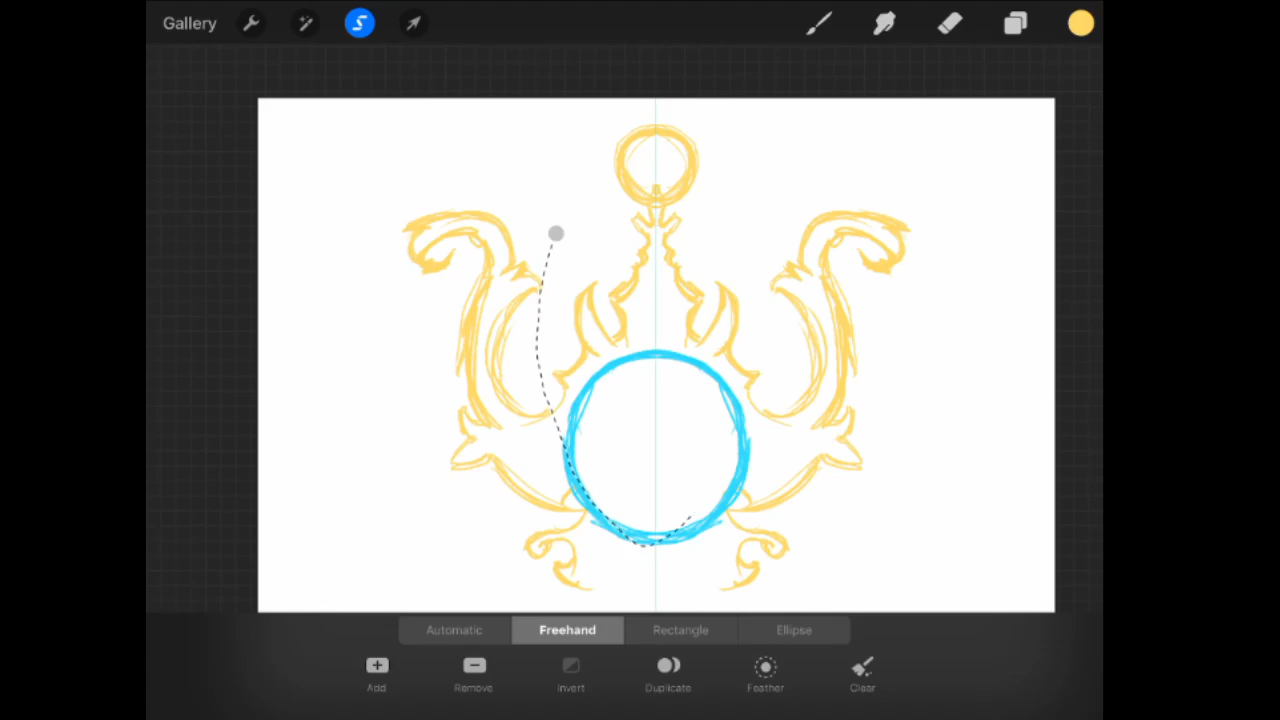 Gallery
Automatic Freehand Rectangle Ellipse
Add Remove Invert Duplicate Feather Clear